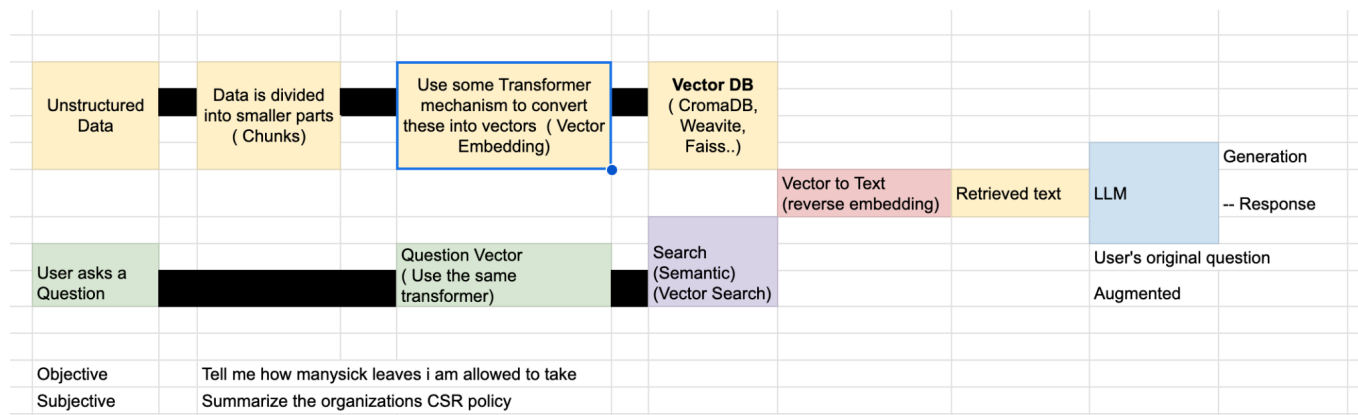 Unstructured
Data
Data is divided
into smaller parts
( Chunks)
Use some Transformer
mechanism to convert
these into vectors ( Vector
Embedding)
Vector DB
( CromaDB,
Weavite,
Faiss..)
Vector to Text
(reverse embedding)
Retrieved text
LLM
Generation
-- Response
User asks a
Question
Question Vector
( Use the same
transformer)
Search
(Semantic)
(Vector Search)
User's original question
Augmented
Objective
Tell me how manysick leaves i am allowed to take
Subjective
Summarize the organizations CSR policy